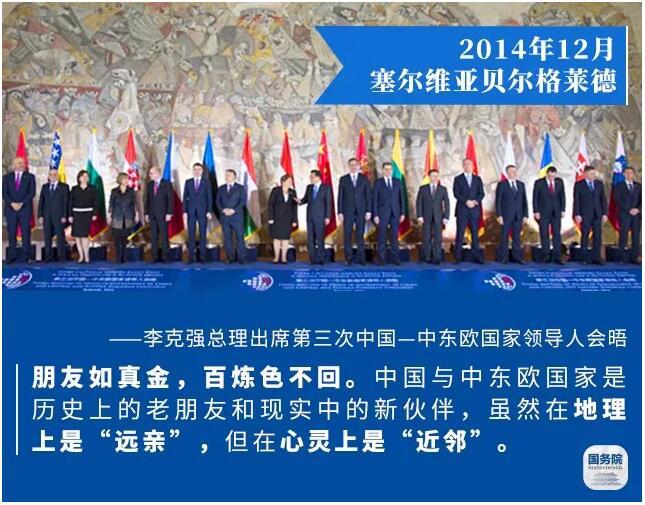 2014年12月
塞尔维亚贝尔格莱德
——李克强总理出席第三次中国—中东欧国家领导人会晤
朋友如真金，百炼色不回。中国与中东欧国家是
历史上的老朋友和现实中的新伙伴，虽然在地理
上是“远亲”，但在心灵上是“近邻”。
国务院
STATE COUNCIL